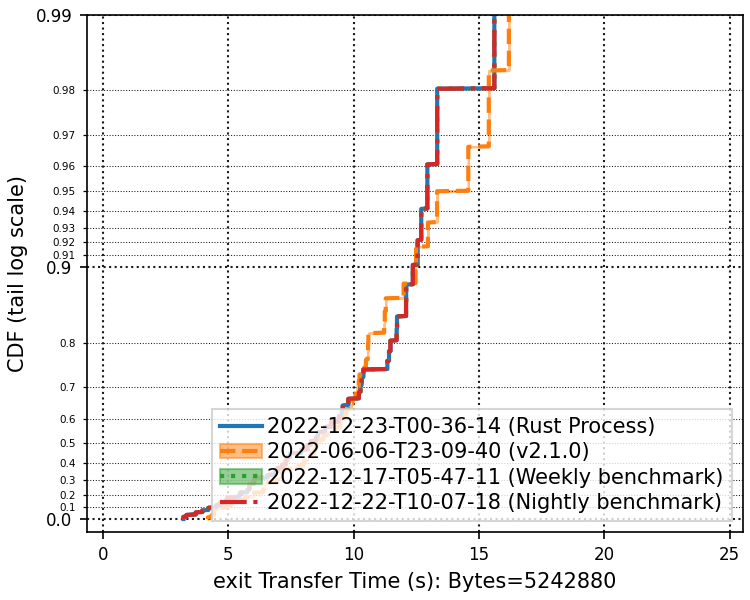 CDF (tail log scale)
0.99
0.98
0.97
0.96
0.95
0.94
0.93
0.92
0.91
0.9
0.8
0.7
0.6
0.5
0.4
0.3
0.2
0.1
0.0
2022-12-23-T00-36-14 (Rust Process)
2022-06-06-T23-09-40 (v2.1.0)
2022-12-17-T05-47-11 (Weekly benchmark)
2022-12-22-T10-07-18 (Nightly benchmark)
0 5 10 15 20 25
exit Transfer Time (s): Bytes=5242880